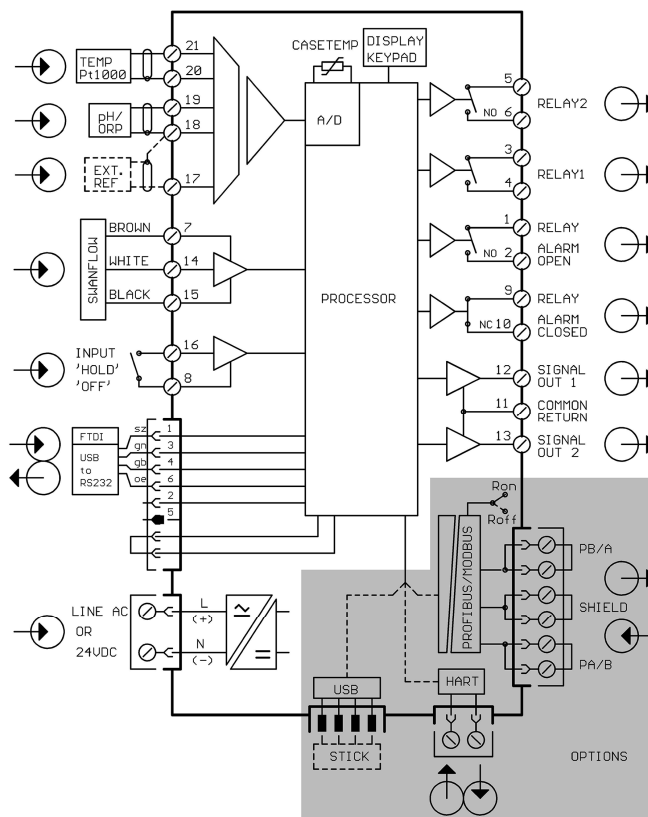 CASETEMP
DISPLAY
KEYPAD
TEMP
Pt1000
21
20
pH/
ORP
19
18
EXT.
REF
17
A/D
5
NO 6
RELAY2
3
4
RELAY1
SWANFLOW
BROWN
7
WHITE
14
BLACK
15
1
RELAY
NO 2
ALARM
OPEN
PROCESSOR
9
RELAY
NC 10
ALARM
CLOSED
INPUT
'HOLD'
'OFF'
16
8
12
SIGNAL
OUT 1
11
COMMON
RETURN
13
SIGNAL
OUT 2
FTDI
USB
to
RS232
sz
1
gn
3
gb
4
oe
6
2
5
Ron
Roff
PROFIBUS/MODBUS
PB/A
SHIELD
PA/B
LINE AC
OR
24VDC
L
(+)
N
(-)
USB
STICK
HART
OPTIONS